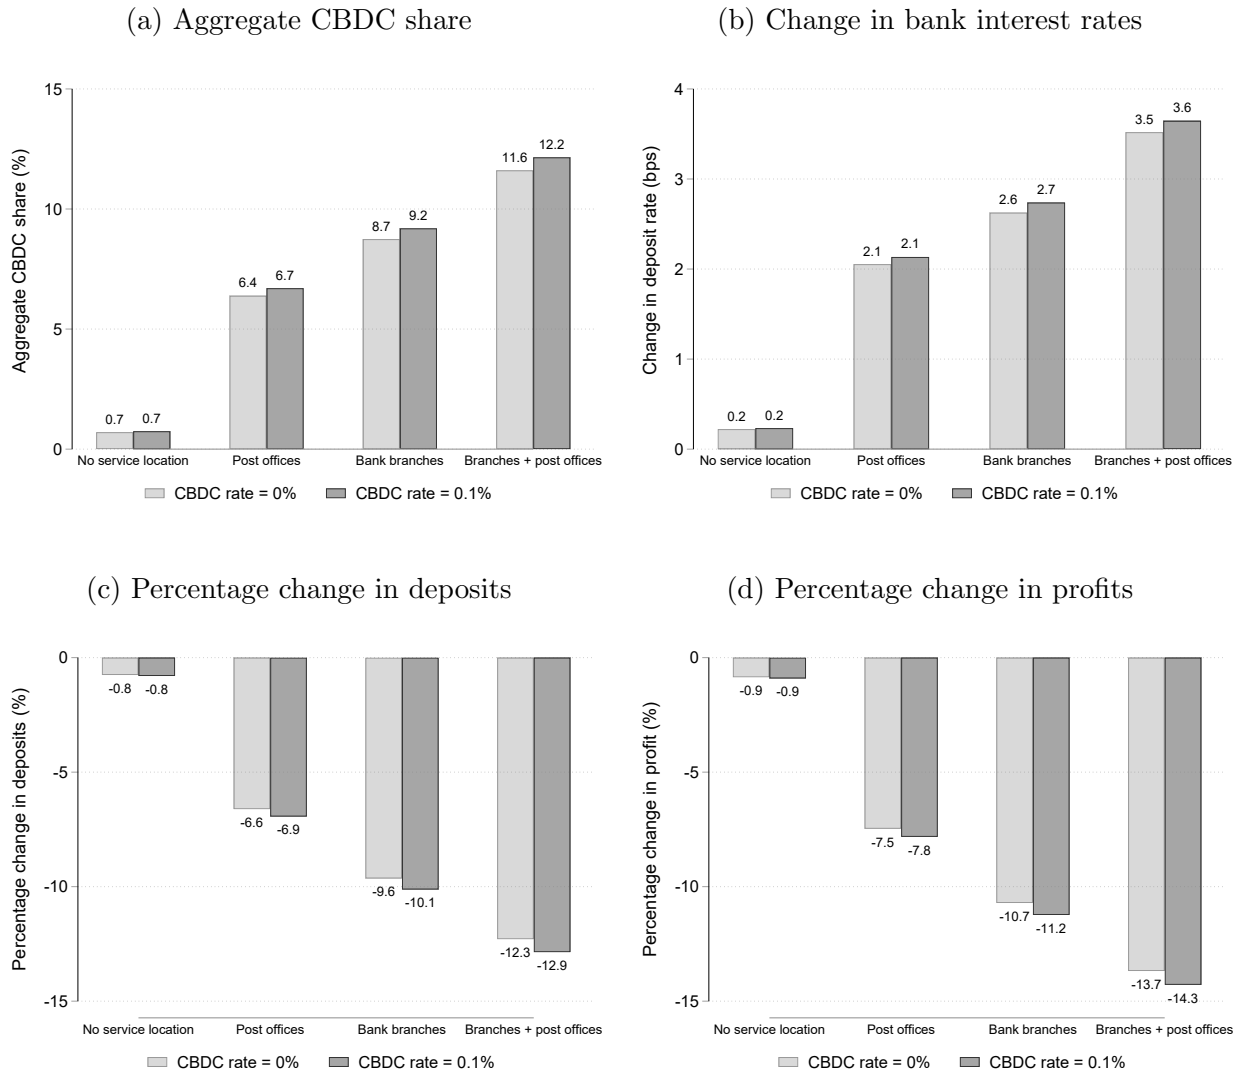 (a) Aggregate CBDC share
Aggregate CBDC share (%)
15
10
5
0
0.7 0.7
6.4 6.7
8.7 9.2
11.6 12.2
No service location Post offices Bank branches Branches + post offices
CBDC rate = 0% CBDC rate = 0.1%
(b) Change in bank interest rates
Change in deposit rate (bps)
4
3
2
1
0
0.2 0.2
2.1 2.1
2.6 2.7
3.5 3.6
No service location Post offices Bank branches Branches + post offices
CBDC rate = 0% CBDC rate = 0.1%
(c) Percentage change in deposits
Percentage change in deposits (%)
0
-5
-10
-15
-0.8 -0.8
-6.6 -6.9
-9.6 -10.1
-12.3 -12.9
No service location Post offices Bank branches Branches + post offices
CBDC rate = 0% CBDC rate = 0.1%
(d) Percentage change in profits
Percentage change in profit (%)
0
-5
-10
-15
-0.9 -0.9
-7.5 -7.8
-10.7 -11.2
-13.7 -14.3
No service location Post offices Bank branches Branches + post offices
CBDC rate = 0% CBDC rate = 0.1%